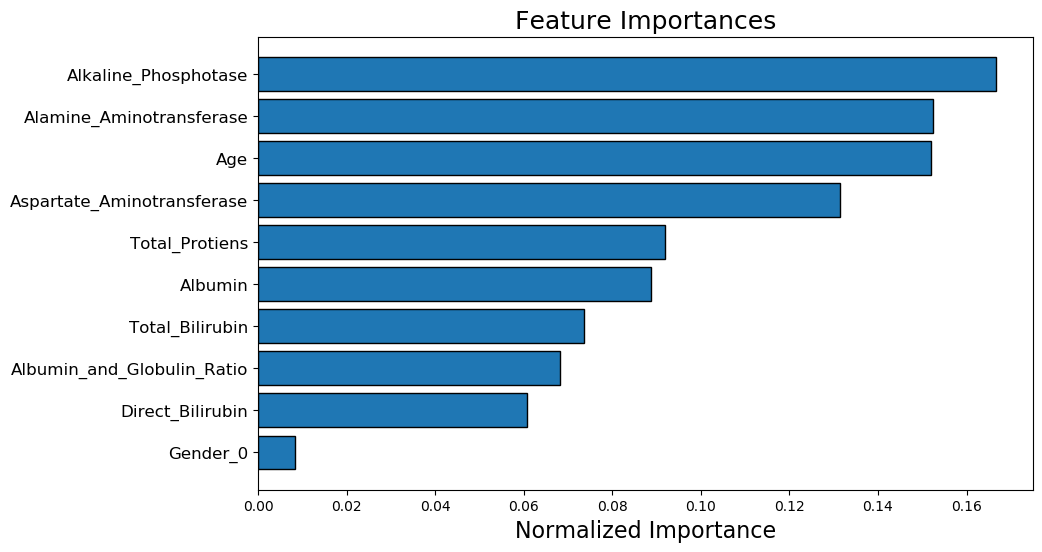 Feature Importances
Alkaline_Phosphotase
Alamine_Aminotransferase
Age
Aspartate_Aminotransferase
Total_Protiens
Albumin
Total_Bilirubin
Albumin_and_Globulin_Ratio
Direct_Bilirubin
Gender_0
0.00 0.02 0.04 0.06 0.08 0.10 0.12 0.14 0.16
Normalized Importance